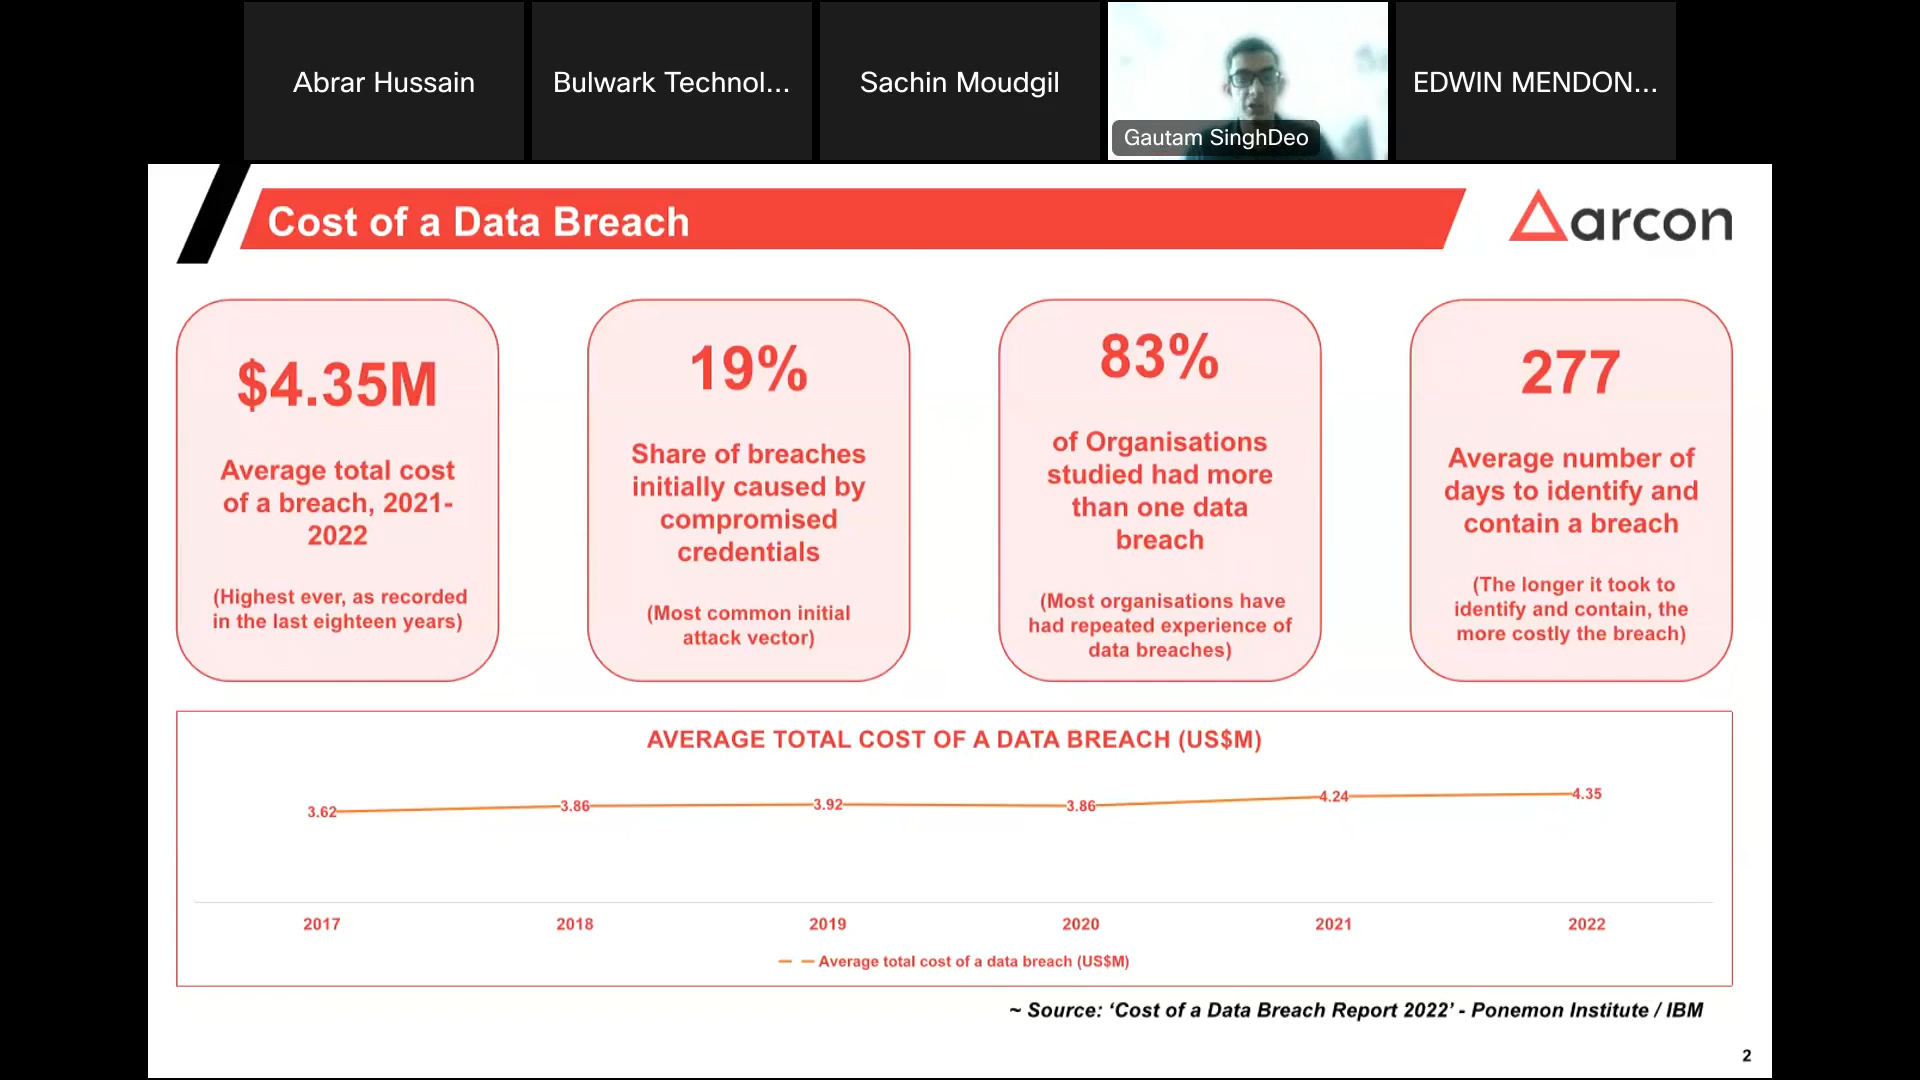 Abrar Hussain
Bulwark Technol...
Sachin Moudgil
Gautam SinghDeo
EDWIN MENDON...
Cost of a Data Breach
arcon
$4.35M
Average total cost
of a breach, 2021-
2022
(Highest ever, as recorded
in the last eighteen years)
19%
Share of breaches
initially caused by
compromised
credentials
(Most common initial
attack vector)
83%
of Organisations
studied had more
than one data
breach
(Most organisations have
had repeated experience of
data breaches)
277
Average number of
days to identify and
contain a breach
(The longer it took to
identify and contain, the
more costly the breach)
AVERAGE TOTAL COST OF A DATA BREACH (US$M)
3.62 3.86 3.92 3.86 4.24 4.35
2017 2018 2019 2020 2021 2022
Average total cost of a data breach (US$M)
~ Source: ‘Cost of a Data Breach Report 2022’ - Ponemon Institute / IBM
2